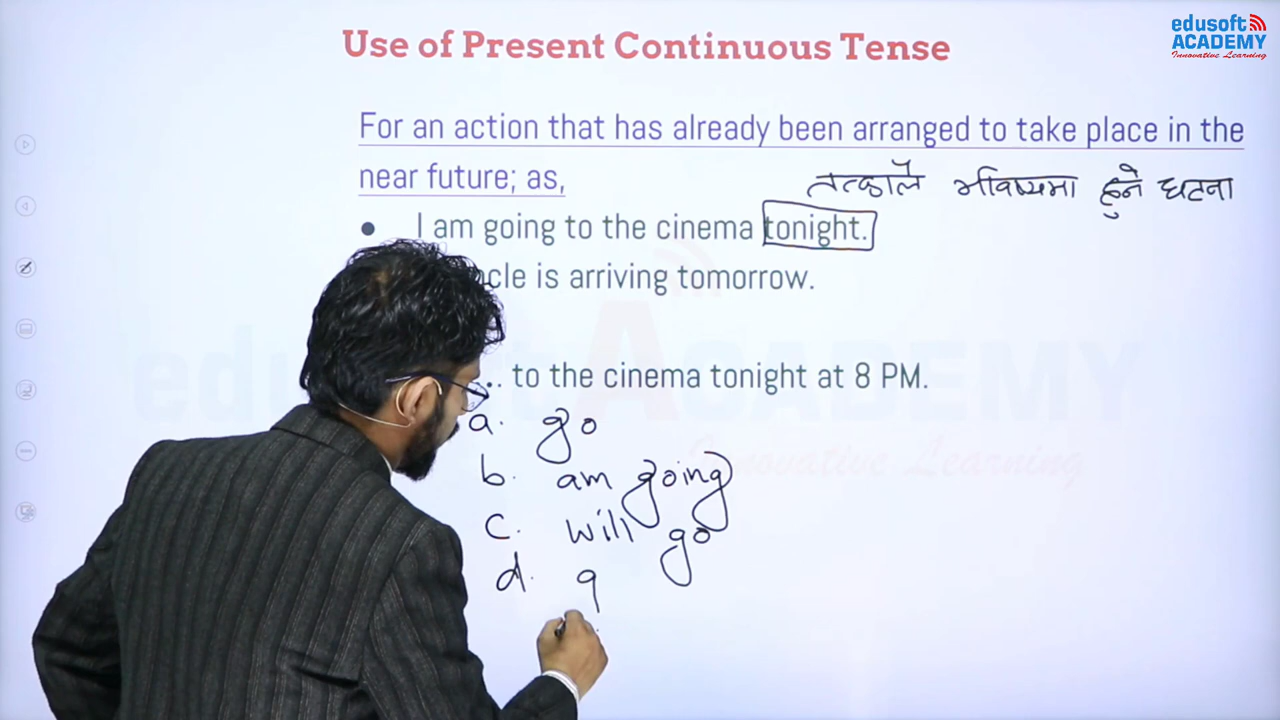 edusoft
ACADEMY
Innovative Learning
Use of Present Continuous Tense
For an action that has already been arranged to take place in the
near future; as,
तत्कालै भविष्यमा हुने घटना
● I am going to the cinema tonight.
cle is arriving tomorrow.
.. to the cinema tonight at 8 PM.
a. go
b. am going
c. will go
d. g